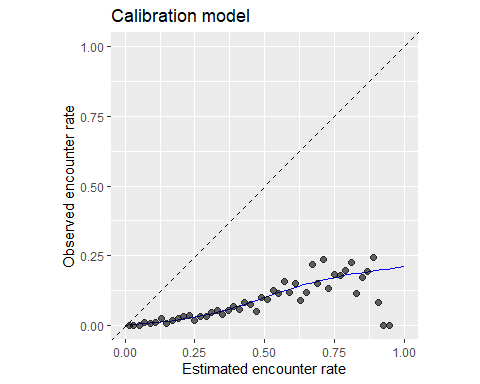 Calibration model
1.00
0.75
0.50
0.25
0.00
Observed encounter rate
0.00 0.25 0.50 0.75 1.00
Estimated encounter rate